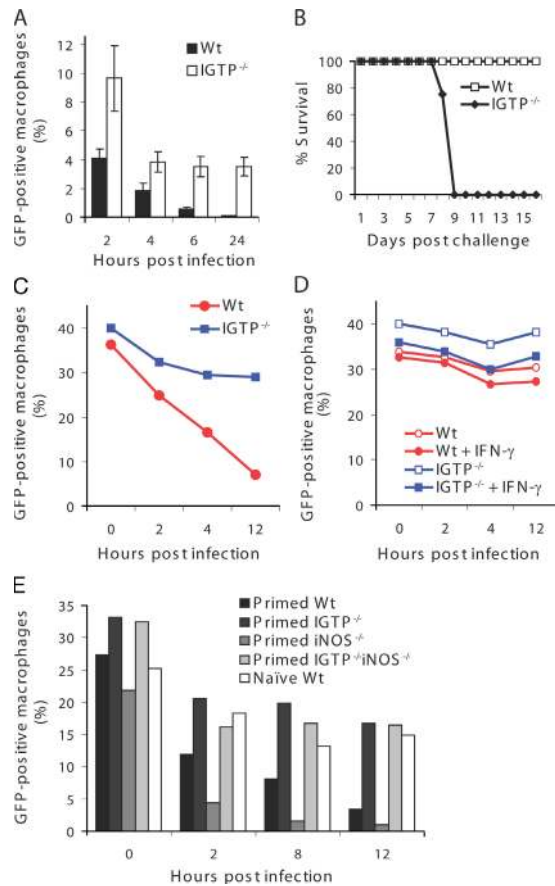 A
GFP-positive macrophages
(%)
12
10
8
6
4
2
0
Wt
IGTP-/-
2 4 6 24
Hours post infection
B
% Survival
100
80
60
40
20
0
Wt
IGTP-/-
1 3 5 7 9 11 13 15
Days post challenge
C
GFP-positive macrophages
(%)
40
30
20
10
0
Wt
IGTP-/-
0 2 4 12
Hours post infection
D
GFP-positive macrophages
(%)
40
30
20
10
0
Wt
Wt + IFN-γ
IGTP-/-
IGTP-/- + IFN-γ
0 2 4 12
Hours post infection
E
GFP-positive macrophages
(%)
35
30
25
20
15
10
5
0
Primed Wt
Primed IGTP-/-
Primed iNOS-/-
Primed IGTP-/-iNOS-/-
Naïve Wt
0 2 8 12
Hours post infection